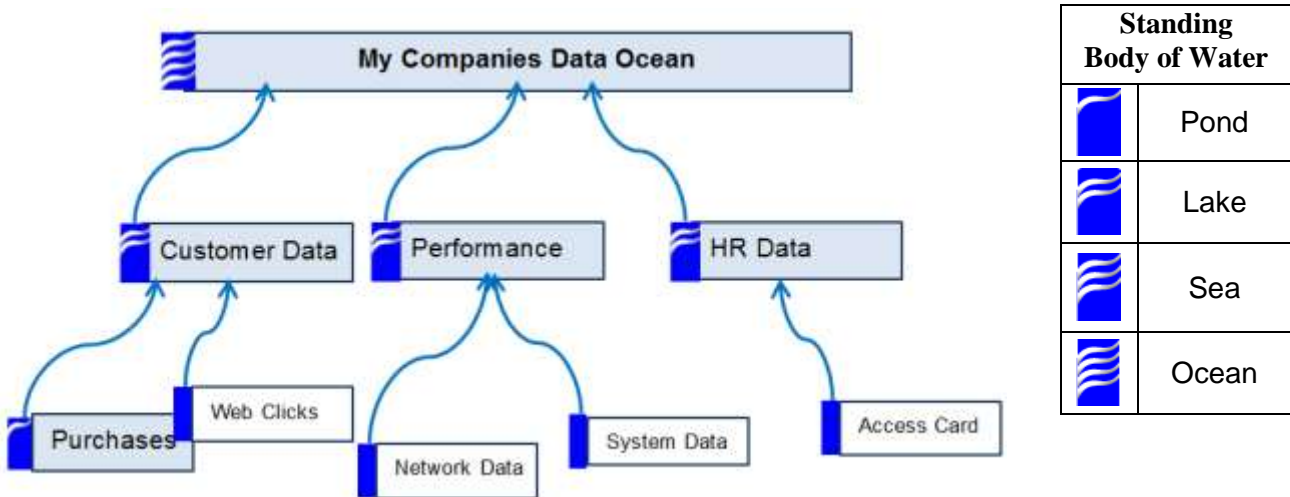 My Companies Data Ocean
Customer Data
Performance
HR Data
Purchases
Web Clicks
Network Data
System Data
Access Card
Standing
Body of Water
Pond
Lake
Sea
Ocean